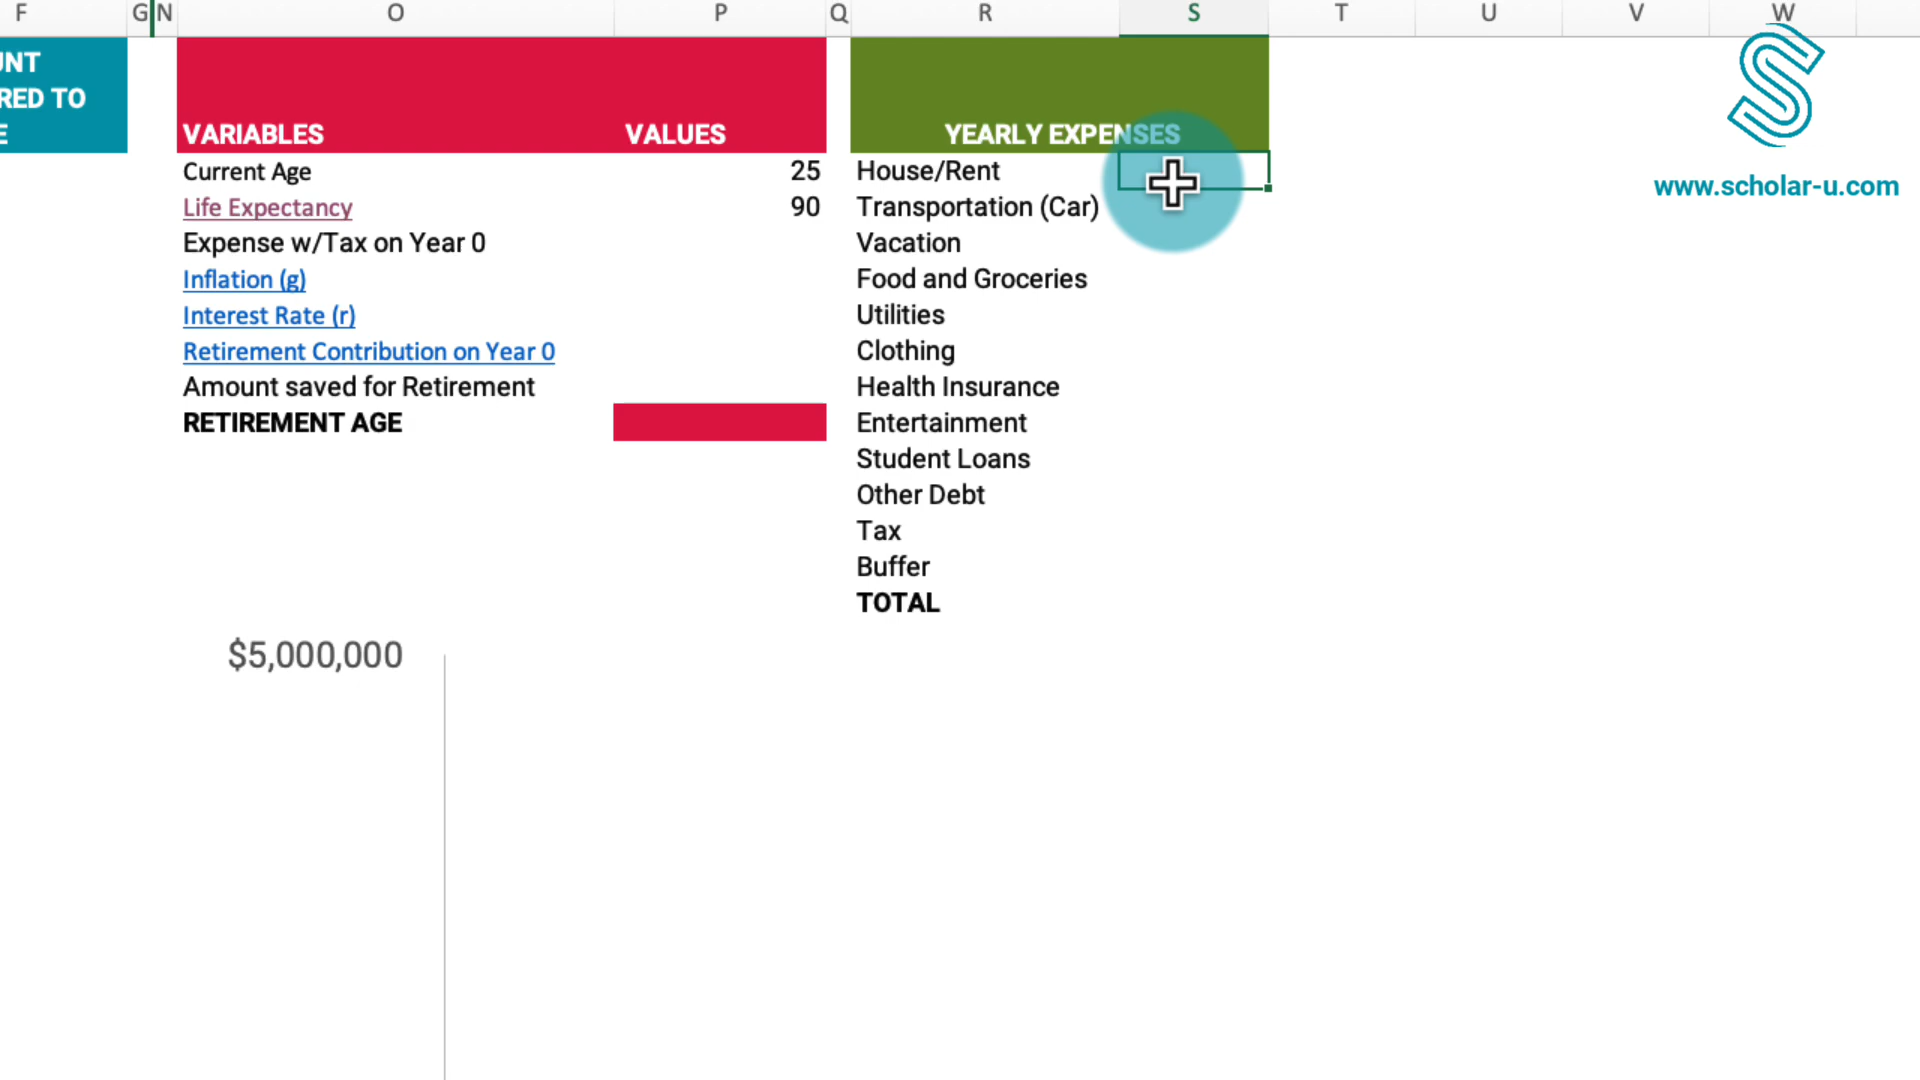 F G N O P Q R S T U V W
UNT
RED TO
E
VARIABLES VALUES
Current Age 25
Life Expectancy 90
Expense w/Tax on Year 0
Inflation (g)
Interest Rate (r)
Retirement Contribution on Year 0
Amount saved for Retirement
RETIREMENT AGE
YEARLY EXPENSES
House/Rent
Transportation (Car)
Vacation
Food and Groceries
Utilities
Clothing
Health Insurance
Entertainment
Student Loans
Other Debt
Tax
Buffer
TOTAL
$5,000,000
www.scholar-u.com